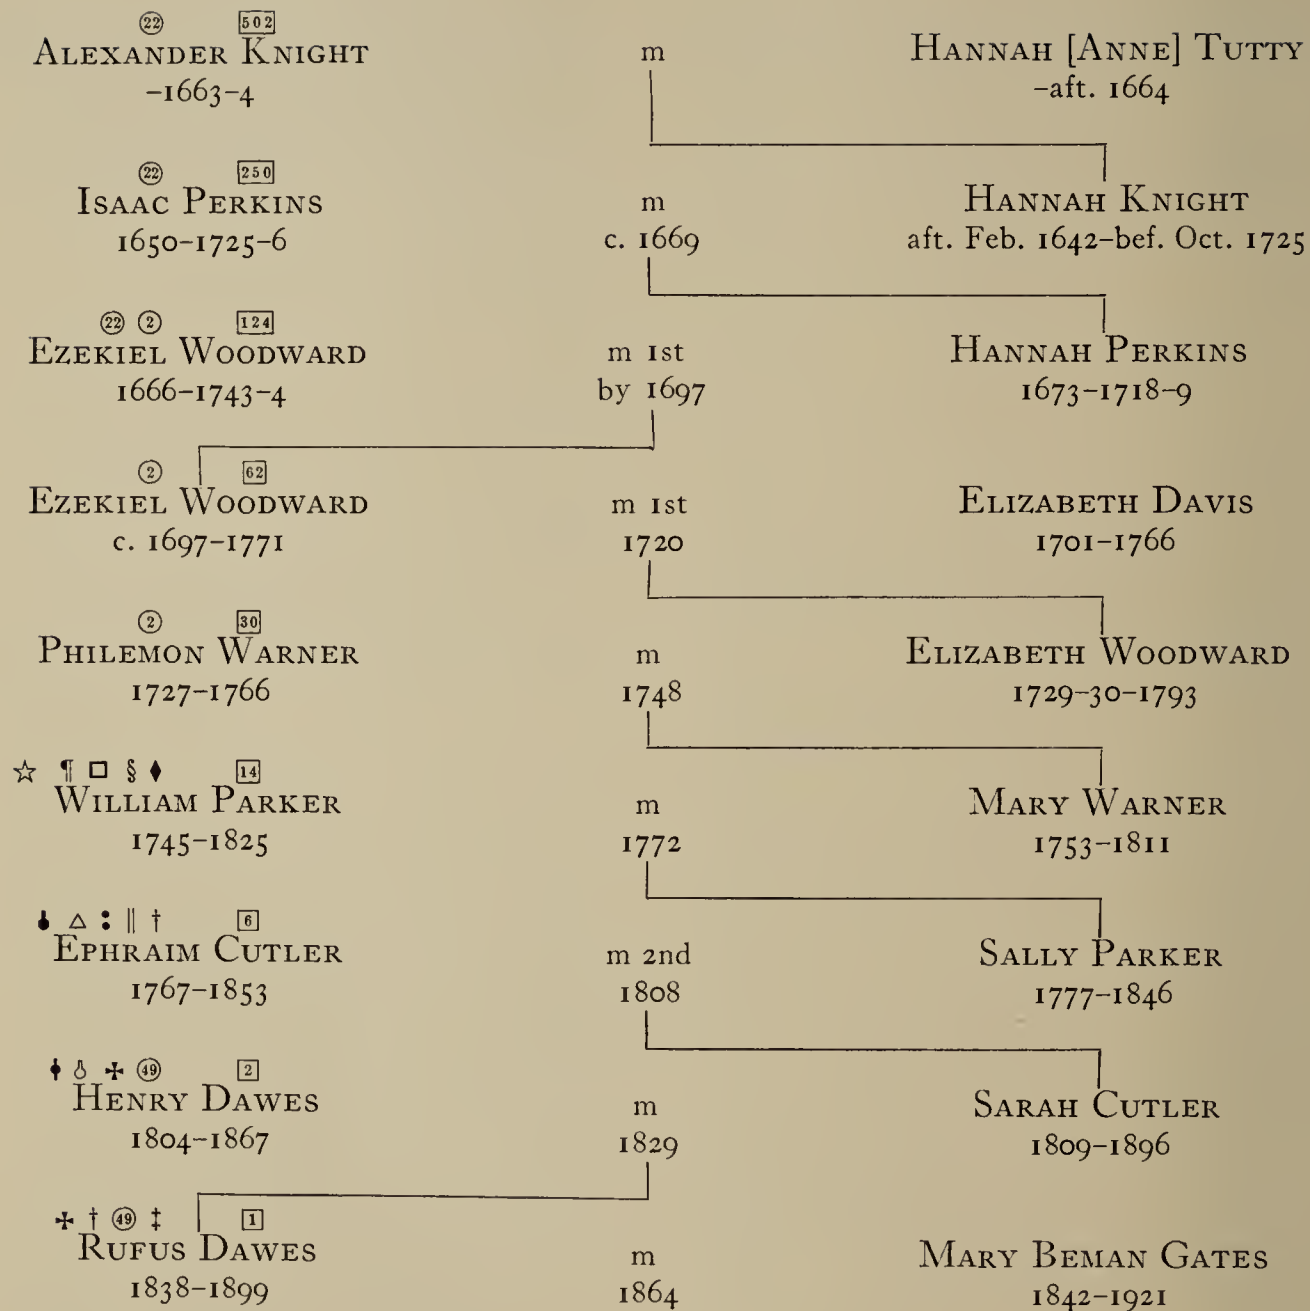 ㉒ 502
ALEXANDER KNIGHT m HANNAH [ANNE] TUTTY
-1663-4 -aft. 1664
㉒ 250
ISAAC PERKINS m HANNAH KNIGHT
1650-1725-6 c. 1669 aft. Feb. 1642-bef. Oct. 1725
㉒ ② 124
EZEKIEL WOODWARD m 1st HANNAH PERKINS
1666-1743-4 by 1697 1673-1718-9
② 62
EZEKIEL WOODWARD m 1st ELIZABETH DAVIS
c. 1697-1771 1720 1701-1766
② 30
PHILEMON WARNER m ELIZABETH WOODWARD
1727-1766 1748 1729-30-1793
☆ ¶ □ § ♦ 14
WILLIAM PARKER m MARY WARNER
1745-1825 1772 1753-1811
△ : || † 6
EPHRAIM CUTLER m 2nd SALLY PARKER
1767-1853 1808 1777-1846
✢ ㊾ 2
HENRY DAWES m SARAH CUTLER
1804-1867 1829 1809-1896
✢ † ㊾ ‡ 1
RUFUS DAWES m MARY BEMAN GATES
1838-1899 1864 1842-1921